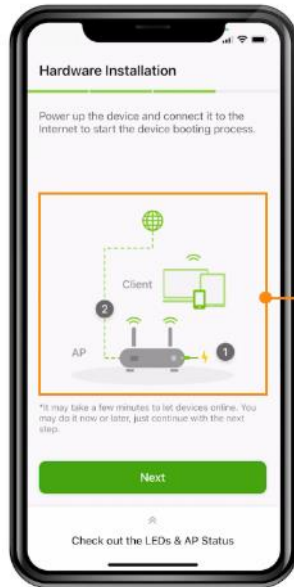 Hardware Installation
Power up the device and connect it to the
Internet to start the device booting process.
Client
2
AP
1
*It may take a few minutes to let devices online. You
may do it now or later, just continue with the next
step.
Next
Check out the LEDs & AP Status